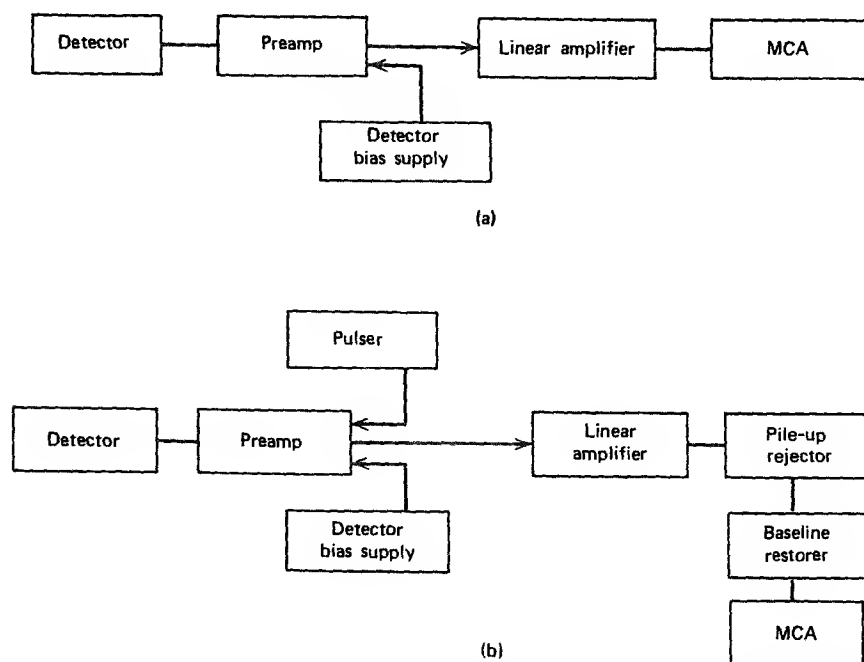 Detector
Preamp
Linear amplifier
MCA
Detector
bias supply
(a)
Pulser
Detector
Preamp
Linear
amplifier
Pile-up
rejector
Detector
bias supply
Baseline
restorer
MCA
(b)